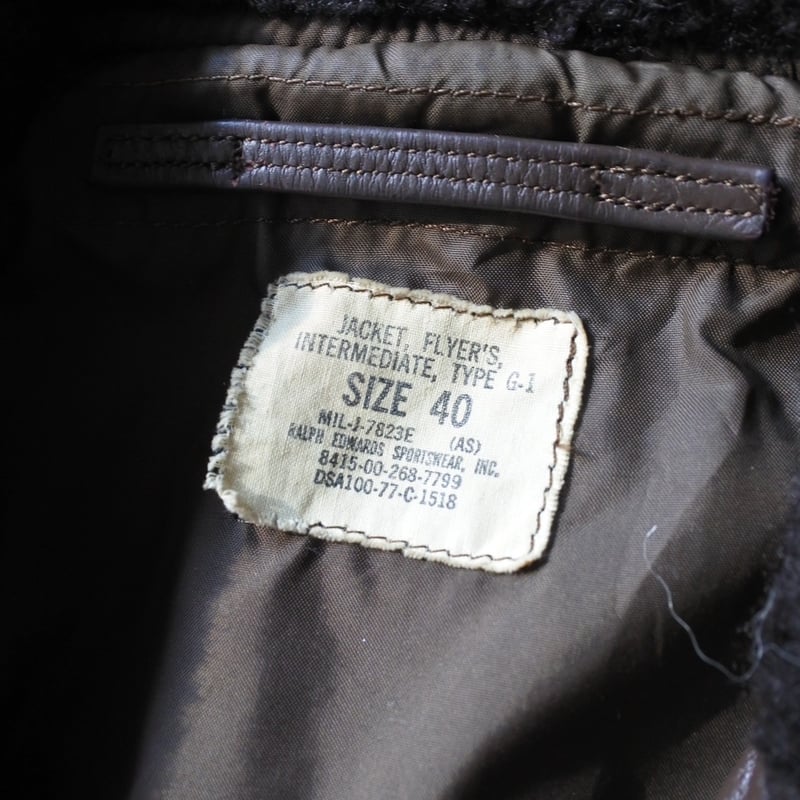 JACKET, FLYER'S,
INTERMEDIATE, TYPE G-1
SIZE 40
MIL-J-7823E (AS)
RALPH EDWARDS SPORTSWEAR, INC.
8415-00-268-7799
DSA100-77-C-1518